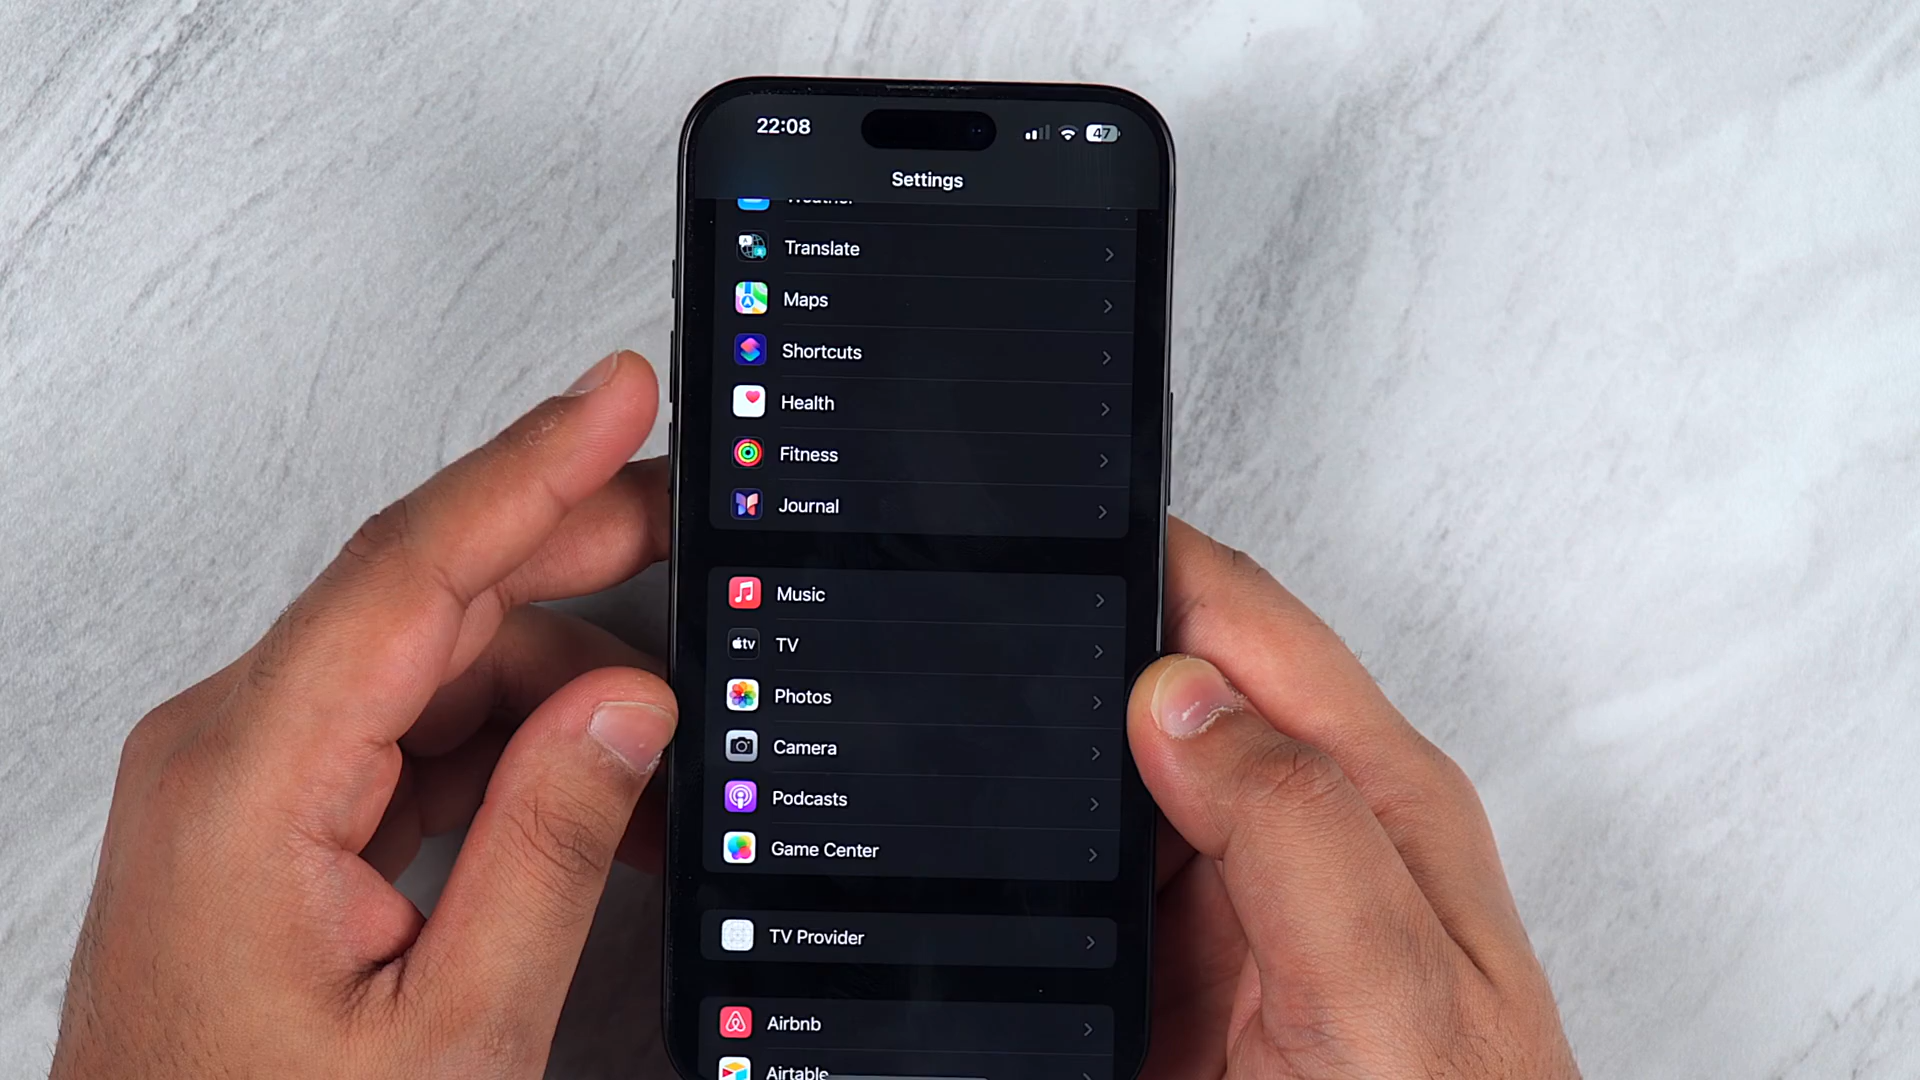 22:08
47
Settings
Weather
Translate
Maps
Shortcuts
Health
Fitness
Journal
Music
tv
TV
Photos
Camera
Podcasts
Game Center
TV Provider
Airbnb
Airtable